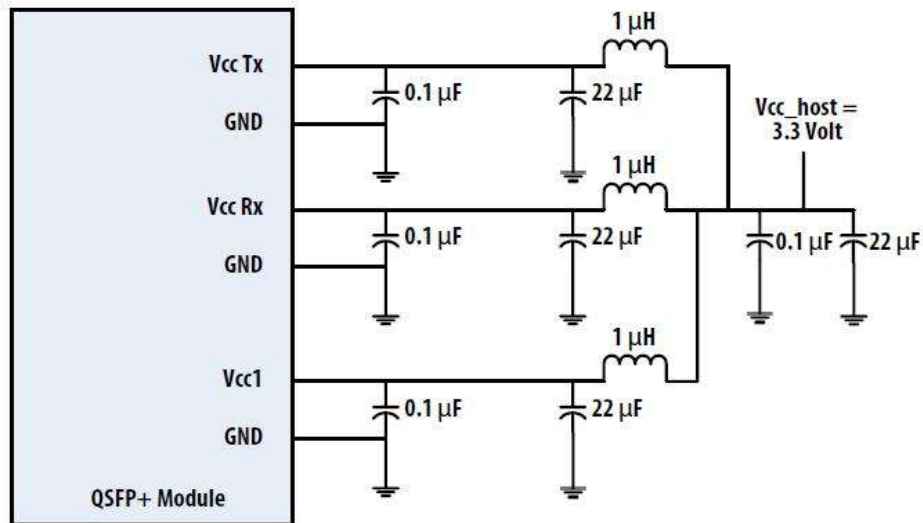 1 μH
Vcc Tx
0.1 μF
22 μF
GND
Vcc_host =
3.3 Volt
1 μH
Vcc Rx
0.1 μF
22 μF
0.1 μF
22 μF
GND
1 μH
Vcc1
0.1 μF
22 μF
GND
QSFP+ Module